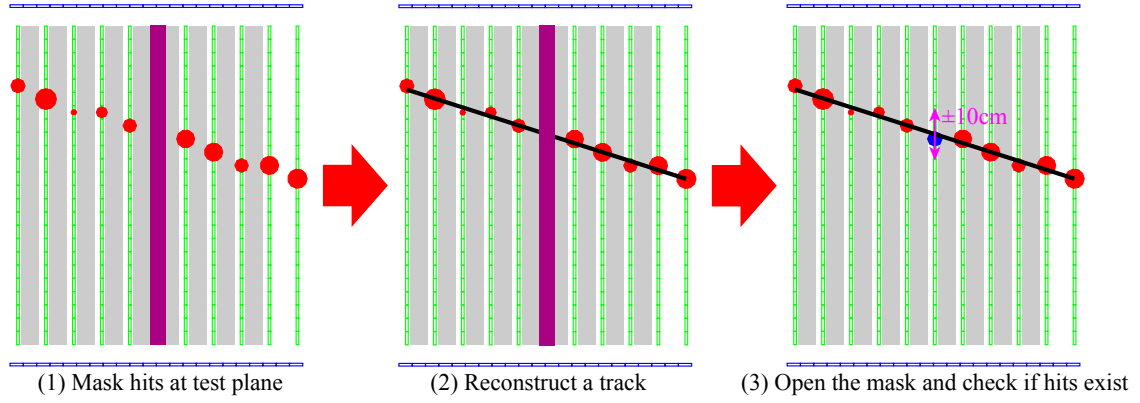 ±10cm
(1) Mask hits at test plane
(2) Reconstruct a track
(3) Open the mask and check if hits exist